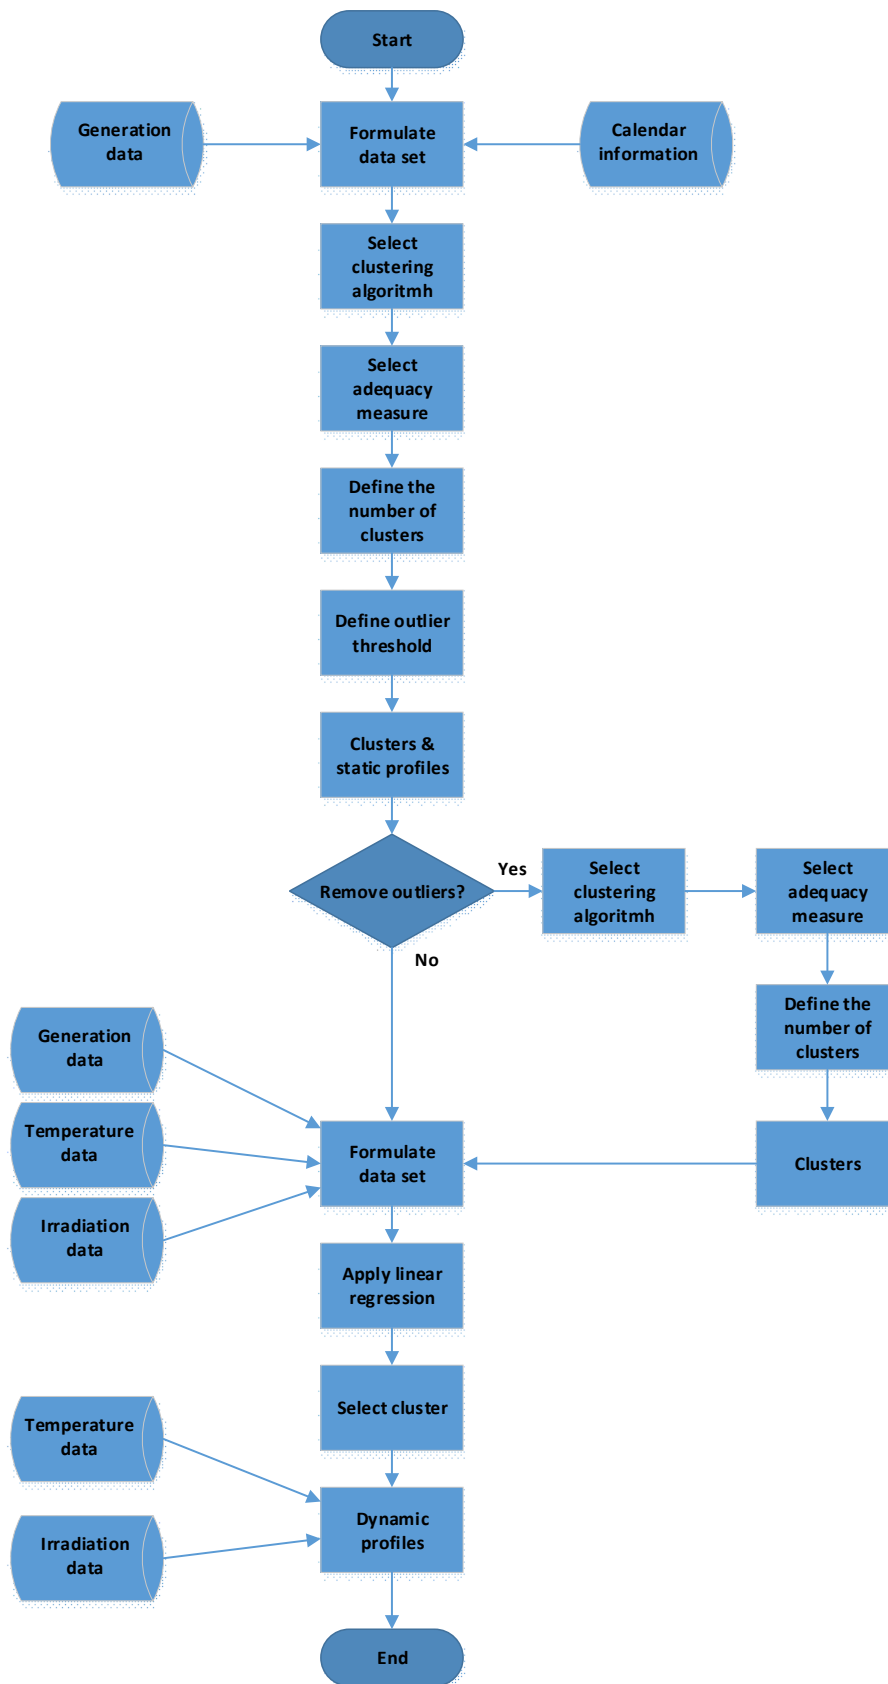 Start
Generation
data
Formulate
data set
Calendar
information
Select
clustering
algoritmh
Select
adequacy
measure
Define the
number of
clusters
Define outlier
threshold
Clusters &
static profiles
Remove outliers?
Yes
No
Select
clustering
algoritmh
Select
adequacy
measure
Define the
number of
clusters
Clusters
Generation
data
Temperature
data
Irradiation
data
Formulate
data set
Apply linear
regression
Select cluster
Temperature
data
Irradiation
data
Dynamic
profiles
End